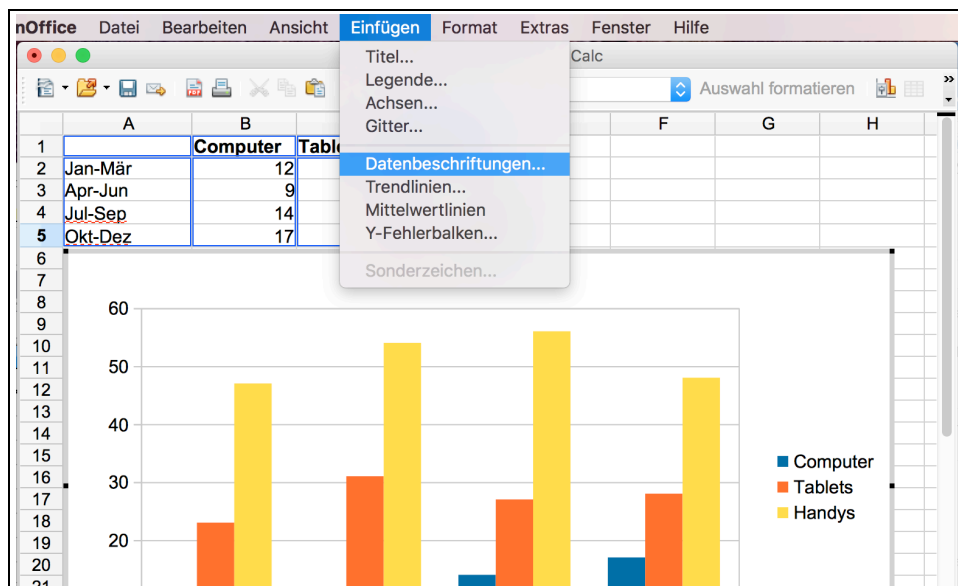 nOffice Datei Bearbeiten Ansicht Einfügen Format Extras Fenster Hilfe
Calc
Titel...
Legende...
Achsen...
Gitter...
Datenbeschriftungen...
Trendlinien...
Mittelwertlinien
Y-Fehlerbalken...
Sonderzeichen...
Auswahl formatieren
A B F G H
1 Computer Table
2 Jan-Mär 12
3 Apr-Jun 9
4 Jul-Sep 14
5 Okt-Dez 17
6
7
8
9
10
11
12
13
14
15
16
17
18
19
20
21
60
50
40
30
20
Computer
Tablets
Handys